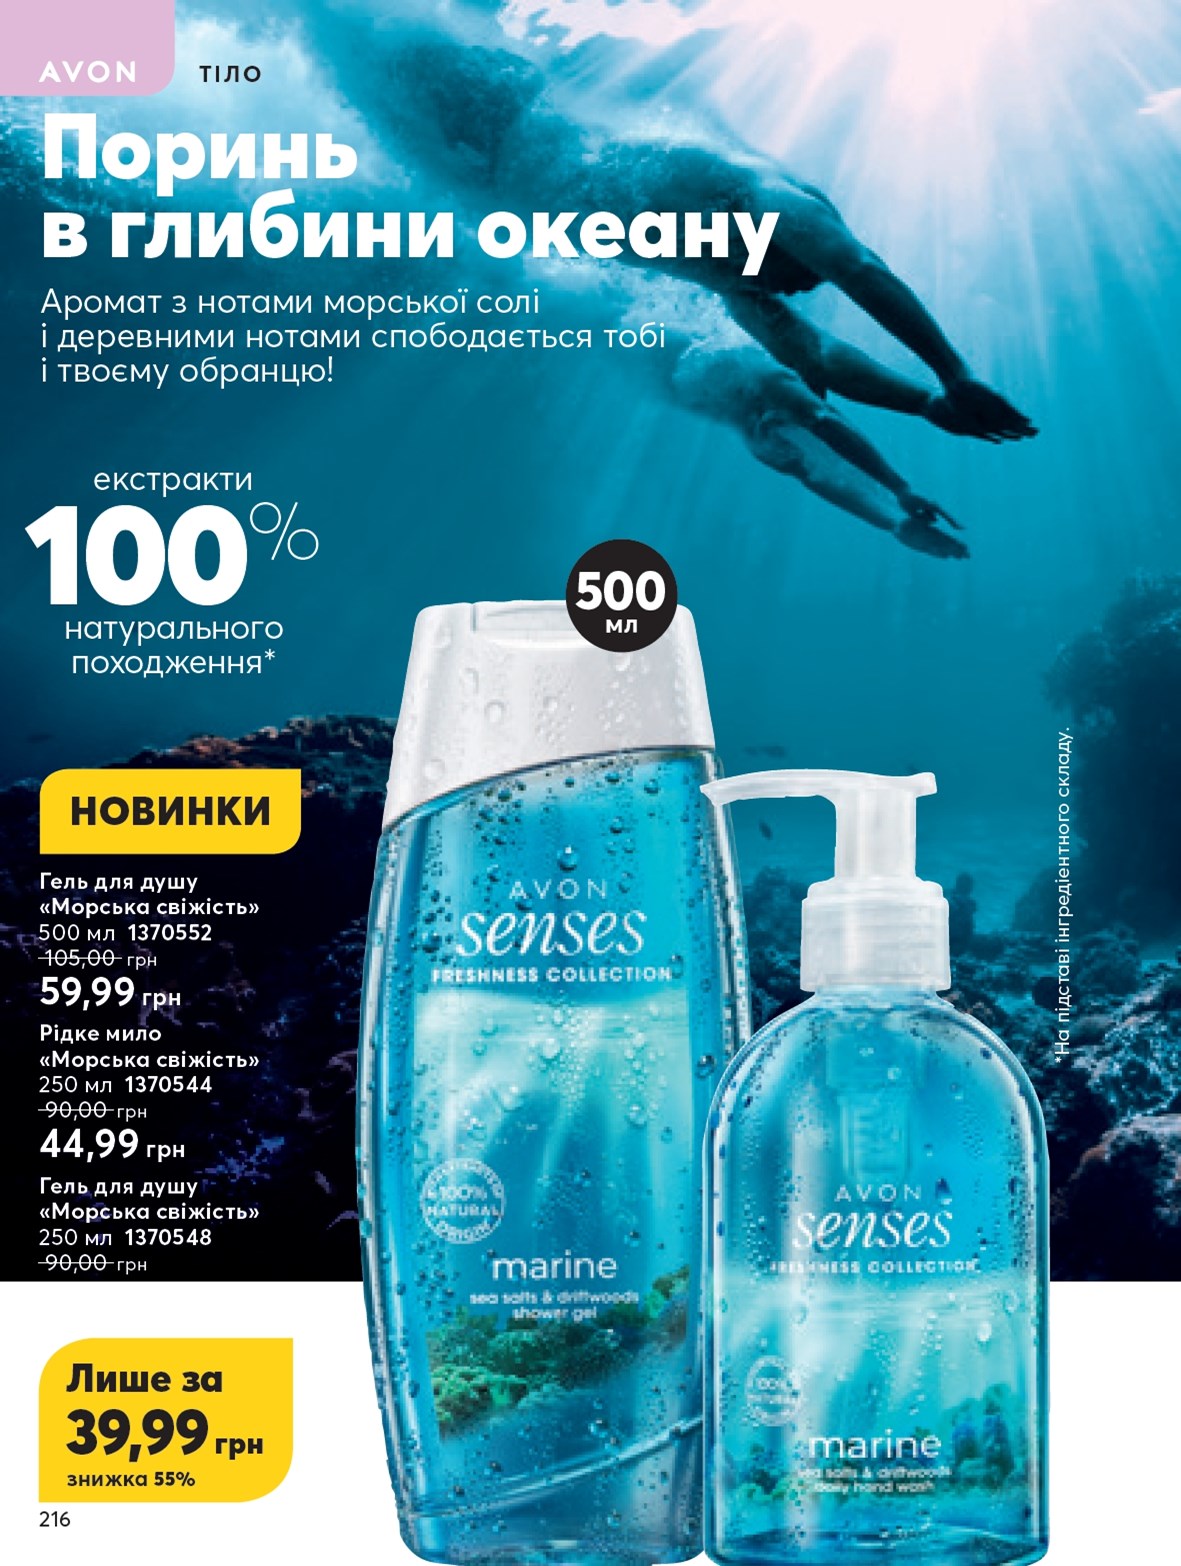 AVON ТІЛО
Поринь
в глибини океану
Аромат з нотами морської солі
і деревними нотами сподобається тобі
і твоєму обранцю!
екстракти
100%
натурального
походження*
500
мл
НОВИНКИ
Гель для душу
«Морська свіжість»
500 мл 1370552
105,00 грн
59,99 грн
Рідке мило
«Морська свіжість»
250 мл 1370544
90,00 грн
44,99 грн
Гель для душу
«Морська свіжість»
250 мл 1370548
90,00 грн
Лише за
39,99 грн
знижка 55%
216
*На підставі інгредієнтного складу.
AVON
senses
FRESHNESS COLLECTION
100%
NATURAL
ORIGIN
marine
sea salts & driftwoods
shower gel
AVON
senses
FRESHNESS COLLECTION
100%
NATURAL
marine
sea salts & driftwoods
daily hand wash